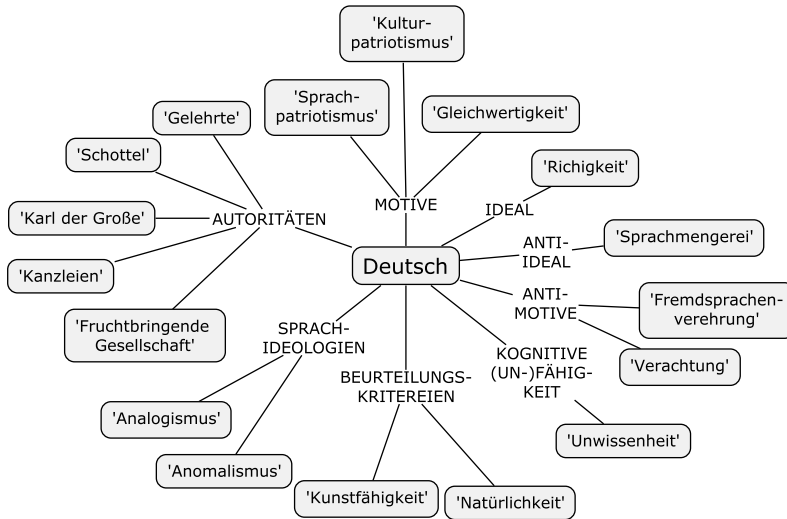 'Kultur-
patriotismus'
'Sprach-
patriotismus'
'Gleichwertigkeit'
'Gelehrte'
'Schottel'
'Richigkeit'
MOTIVE
IDEAL
'Karl der Große'
AUTORITÄTEN
'Sprachmengerei'
ANTI-
IDEAL
Deutsch
'Kanzleien'
ANTI-
MOTIVE
'Fremdsprachen-
verehrung'
'Fruchtbringende
Gesellschaft'
SPRACH-
IDEOLOGIEN
KOGNITIVE
(UN-)FÄHIG-
KEIT
'Verachtung'
BEURTEILUNGS-
KRITEREIEN
'Analogismus'
'Unwissenheit'
'Anomalismus'
'Kunstfähigkeit'
'Natürlichkeit'